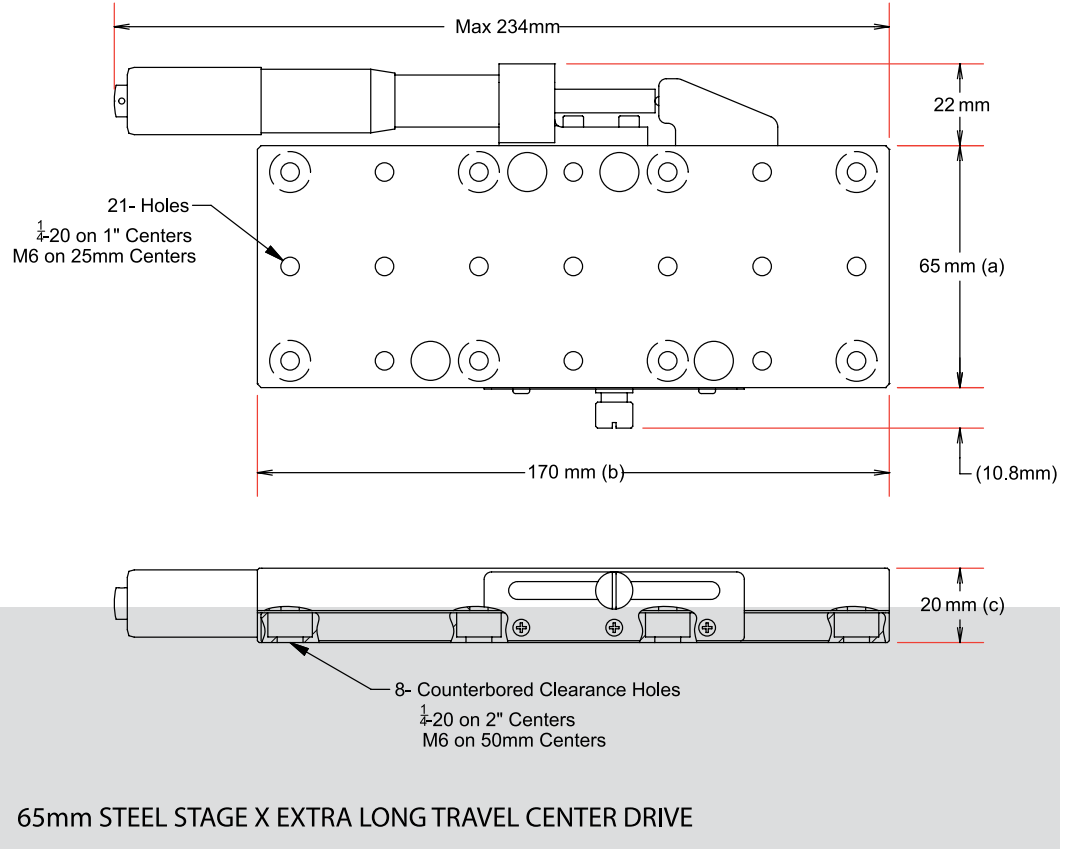 Max 234mm
22 mm
21- Holes
1/4-20 on 1" Centers
M6 on 25mm Centers
65 mm (a)
170 mm (b)
(10.8mm)
20 mm (c)
8- Counterbored Clearance Holes
1/4-20 on 2" Centers
M6 on 50mm Centers
65mm STEEL STAGE X EXTRA LONG TRAVEL CENTER DRIVE